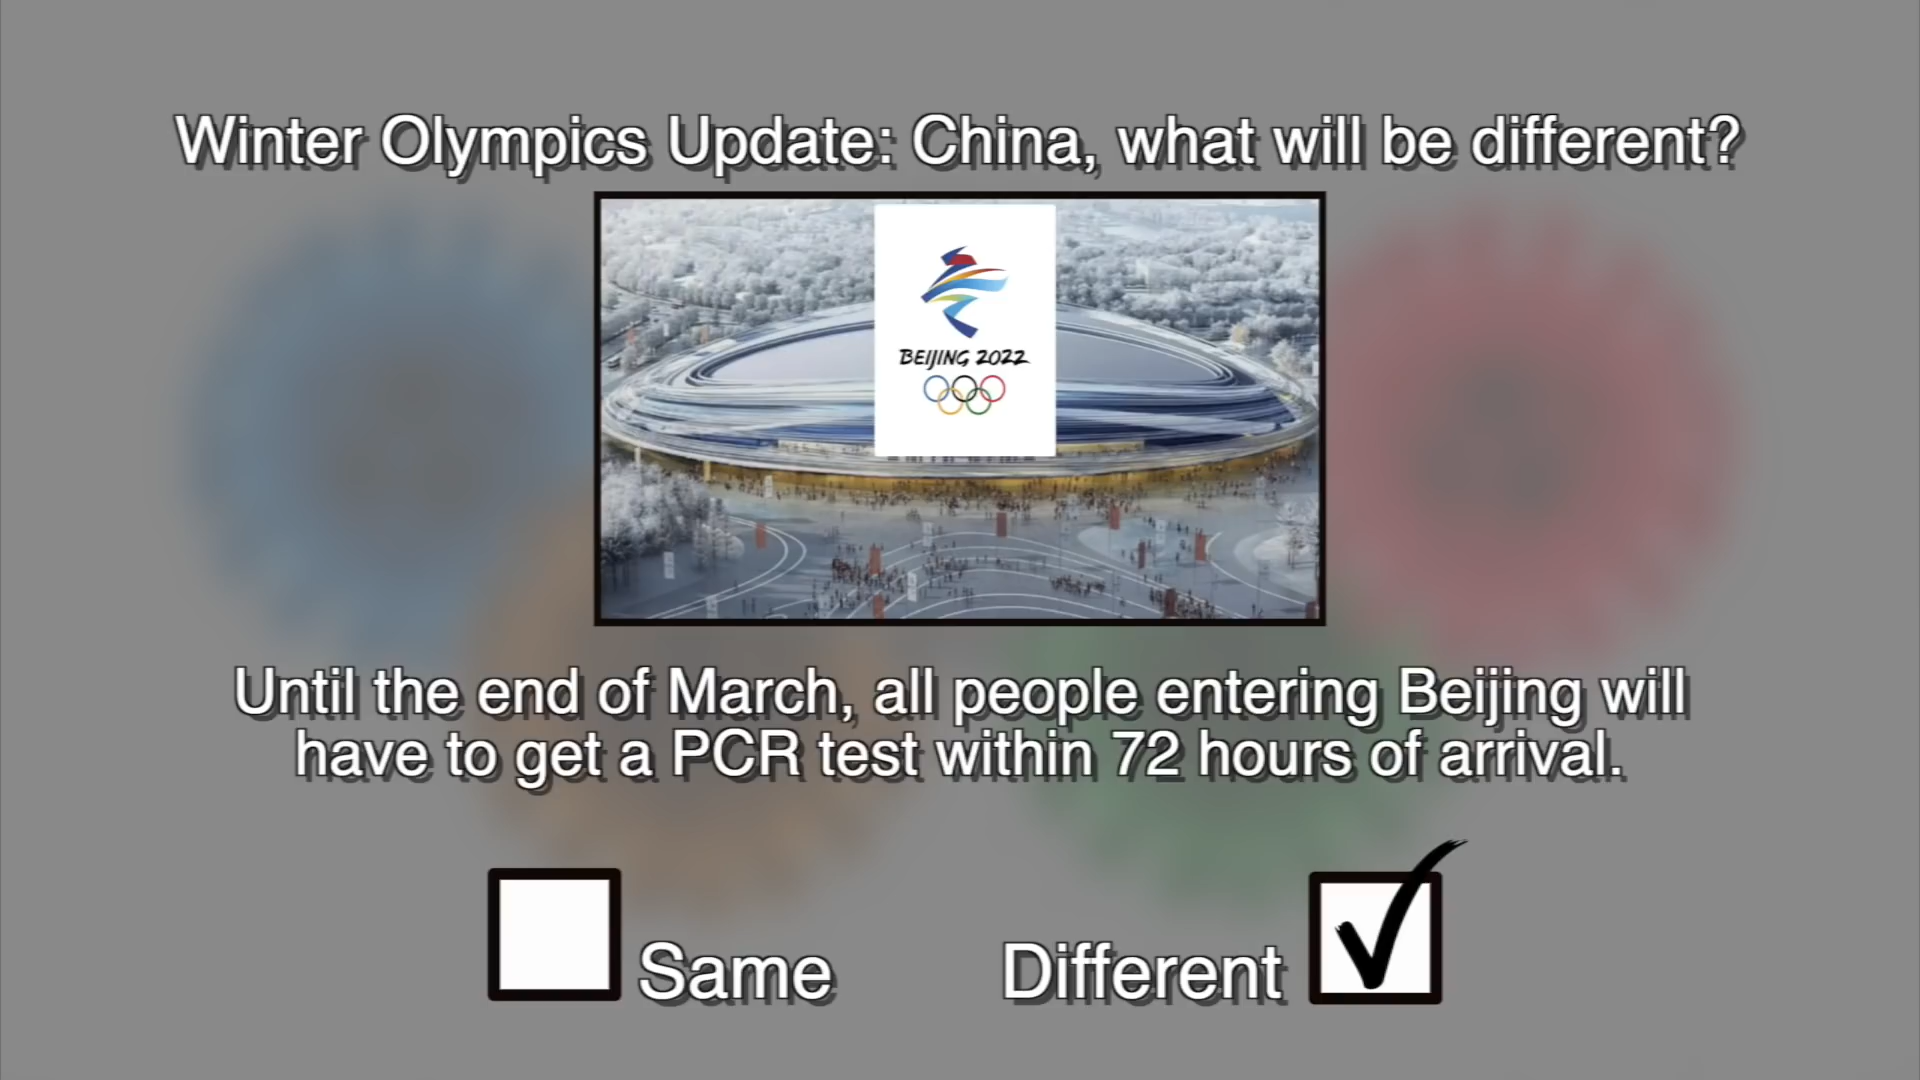 Winter Olympics Update: China, what will be different?
BEIJING 2022
Until the end of March, all people entering Beijing will
have to get a PCR test within 72 hours of arrival.
Same
Different